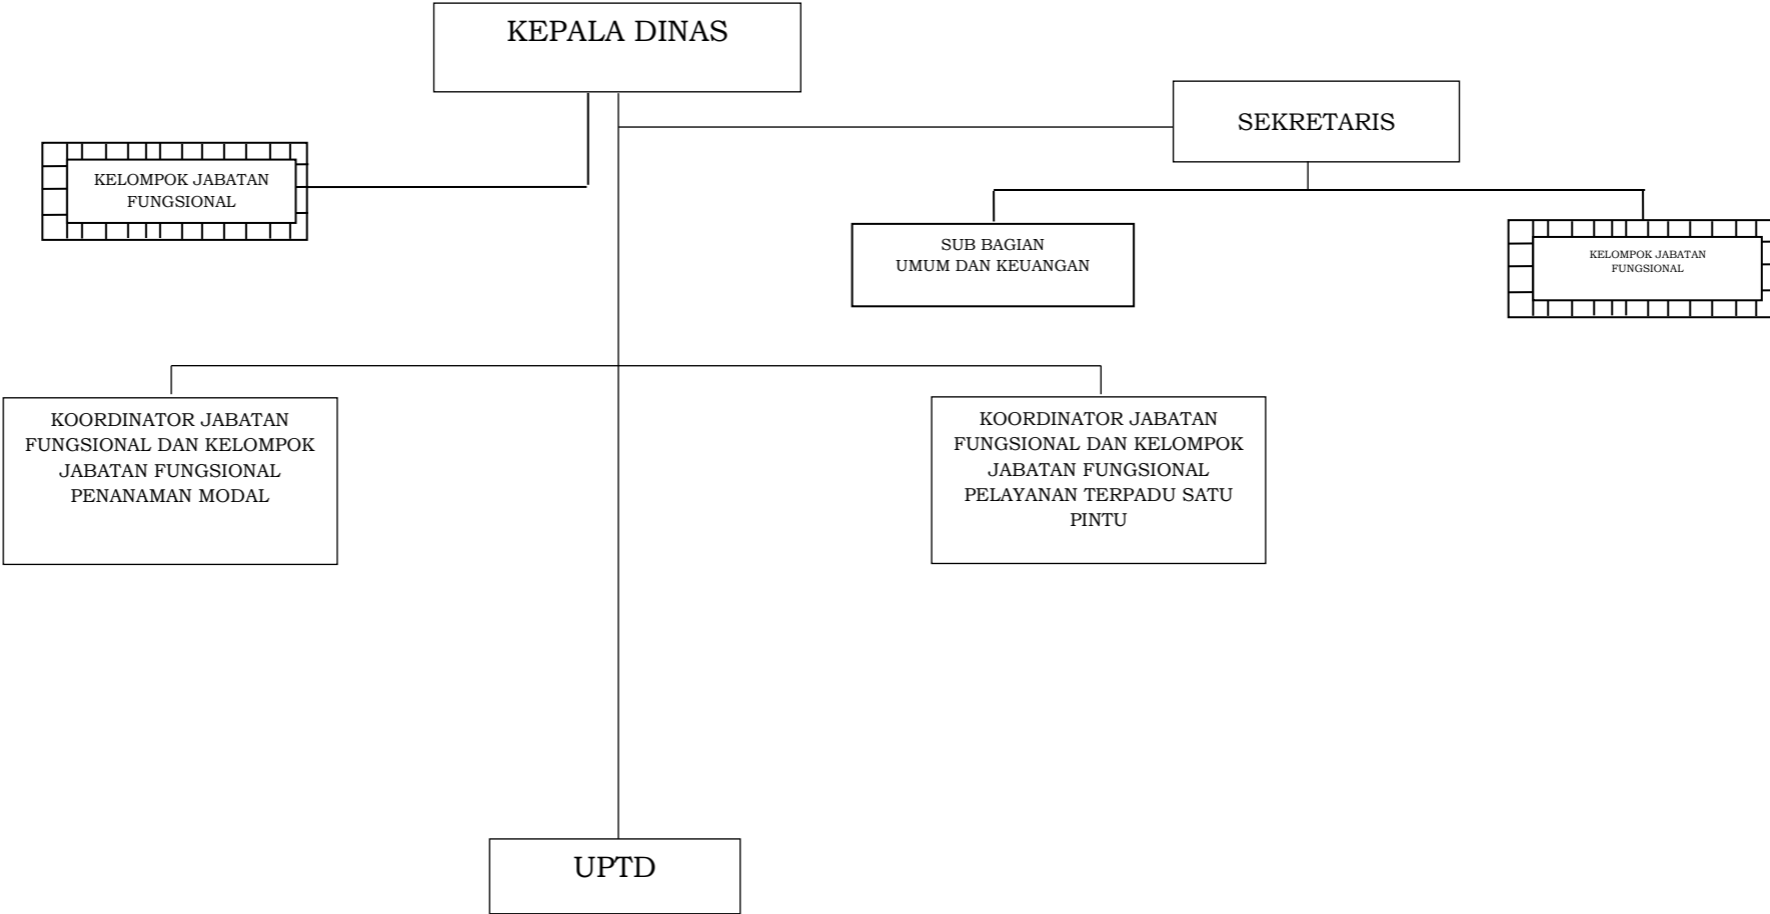 KEPALA DINAS
SEKRETARIS
KELOMPOK JABATAN
FUNGSIONAL
SUB BAGIAN
UMUM DAN KEUANGAN
KELOMPOK JABATAN
FUNGSIONAL
KOORDINATOR JABATAN
FUNGSIONAL DAN KELOMPOK
JABATAN FUNGSIONAL
PENANAMAN MODAL
KOORDINATOR JABATAN
FUNGSIONAL DAN KELOMPOK
JABATAN FUNGSIONAL
PELAYANAN TERPADU SATU
PINTU
UPTD